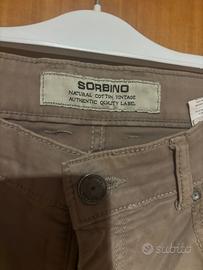 SORBINO
NATURAL COTTON VINTAGE
AUTHENTIC QUALITY LABEL
subito